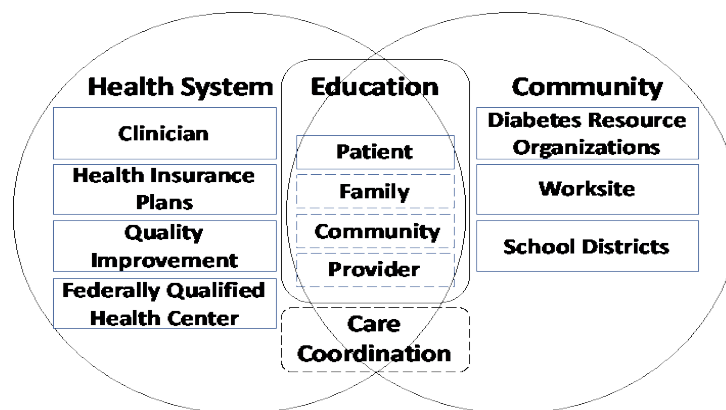 Health System
Clinician
Health Insurance
Plans
Quality
Improvement
Federally Qualified
Health Center
Education
Patient
Family
Community
Provider
Care
Coordination
Community
Diabetes Resource
Organizations
Worksite
School Districts